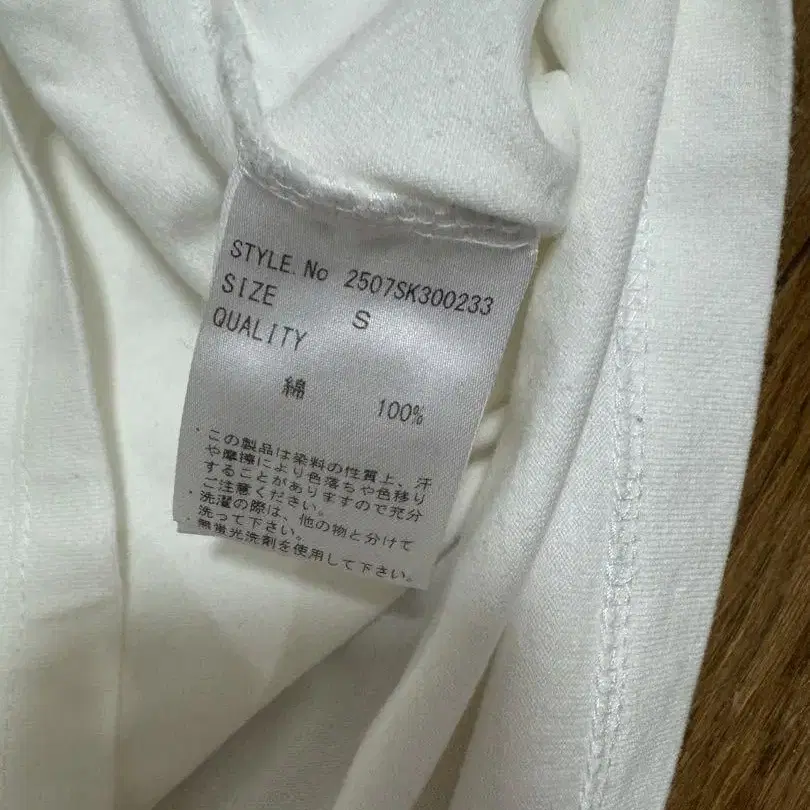 STYLE.No 2507SK300233
SIZE S
QUALITY
綿 100%
・この製品は染料の性質上、汗
や摩擦により色落ちや色移り
することがありますので充分
ご注意ください。
・洗濯の際は、他の物と分けて
洗って下さい。
・無蛍光洗剤を使用して下さい。